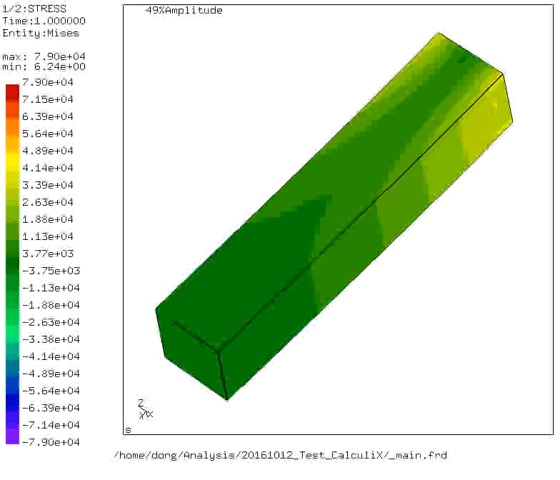 1/2:STRESS
Time:1.000000
Entity:Mises
max: 7.90e+04
min: 6.24e+00
49%Amplitude
7.90e+04
7.15e+04
6.39e+04
5.64e+04
4.89e+04
4.14e+04
3.39e+04
2.63e+04
1.88e+04
1.13e+04
3.77e+03
-3.75e+03
-1.13e+04
-1.88e+04
-2.63e+04
-3.38e+04
-4.14e+04
-4.89e+04
-5.64e+04
-6.39e+04
-7.14e+04
-7.90e+04
Z
s
/home/dong/Analysis/20161012_Test_CalculiX/_main.frd